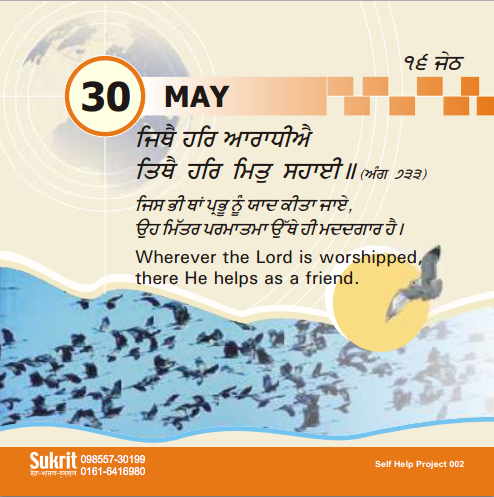 ੧੬ ਜੇਠ
30 MAY
ਜਿਥੈ ਹਰਿ ਆਰਾਧੀਐ
ਤਿਥੈ ਹਰਿ ਮਿਤੁ ਸਹਾਈ॥ (ਅੰਗ ੭੩੩)
ਜਿਸ ਭੀ ਥਾਂ ਪ੍ਰਭੂ ਨੂੰ ਯਾਦ ਕੀਤਾ ਜਾਏ,
ਉਹ ਮਿੱਤਰ ਪਰਮਾਤਮਾ ਉੱਥੇ ਹੀ ਮਦਦਗਾਰ ਹੈ।
Wherever the Lord is worshipped,
there He helps as a friend.
Sukrit 098557-30199
0161-6416980
Self Help Project 002